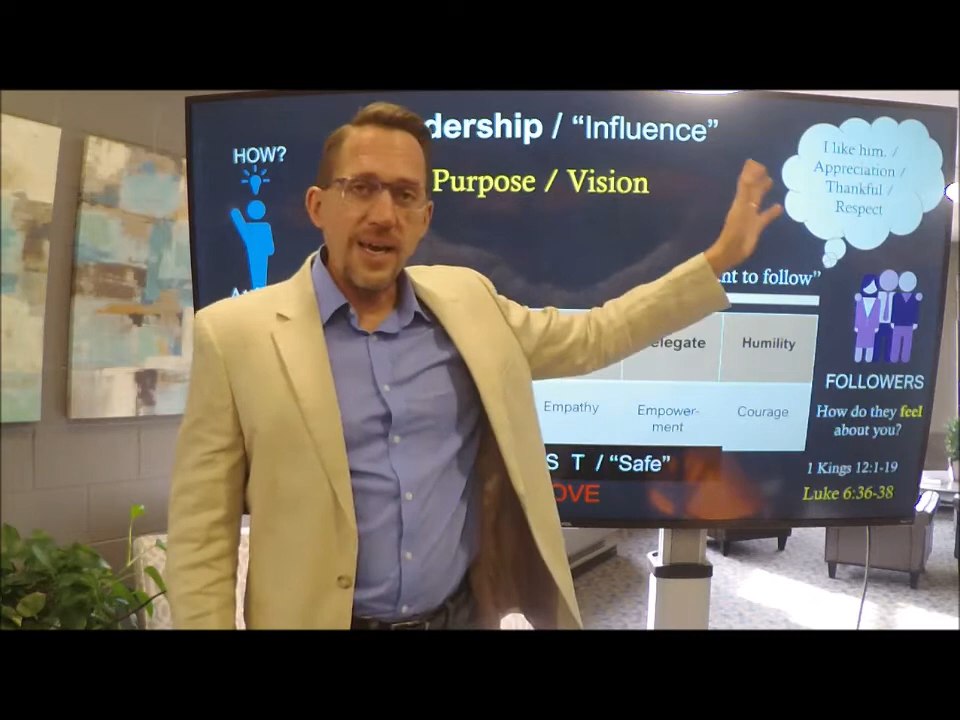 dership / “Influence”
HOW?
Purpose / Vision
I like him. /
Appreciation /
Thankful /
Respect
nt to follow”
elegate
Humility
Empathy
Empower-
ment
Courage
S T / “Safe”
OVE
FOLLOWERS
How do they feel
about you?
1 Kings 12:1-19
Luke 6:36-38